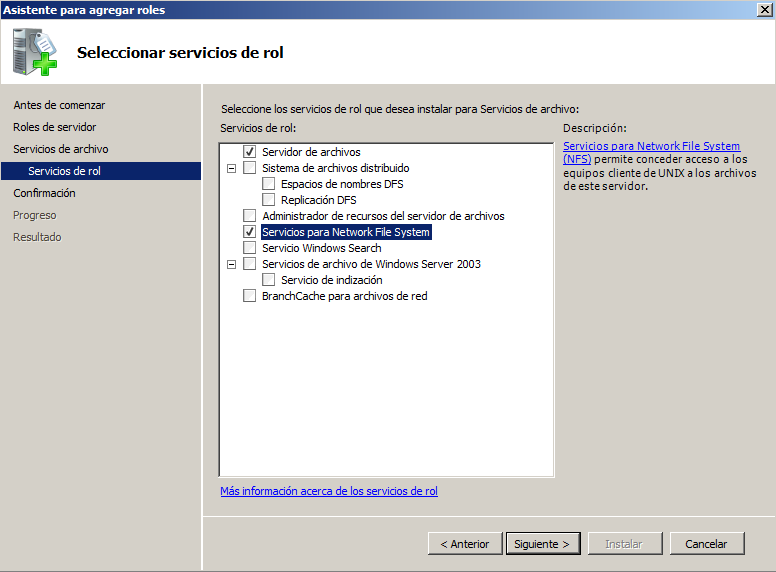 Asistente para agregar roles
Seleccionar servicios de rol
Antes de comenzar
Roles de servidor
Servicios de archivo
Servicios de rol
Confirmación
Progreso
Resultado
Seleccione los servicios de rol que desea instalar para Servicios de archivo:
Servicios de rol:
Servidor de archivos
Sistema de archivos distribuido
Espacios de nombres DFS
Replicación DFS
Administrador de recursos del servidor de archivos
Servicios para Network File System
Servicio Windows Search
Servicios de archivo de Windows Server 2003
Servicio de indización
BranchCache para archivos de red
Más información acerca de los servicios de rol
Descripción:
Servicios para Network File System
(NFS) permite conceder acceso a los
equipos cliente de UNIX a los archivos
de este servidor.
< Anterior
Siguiente >
Instalar
Cancelar